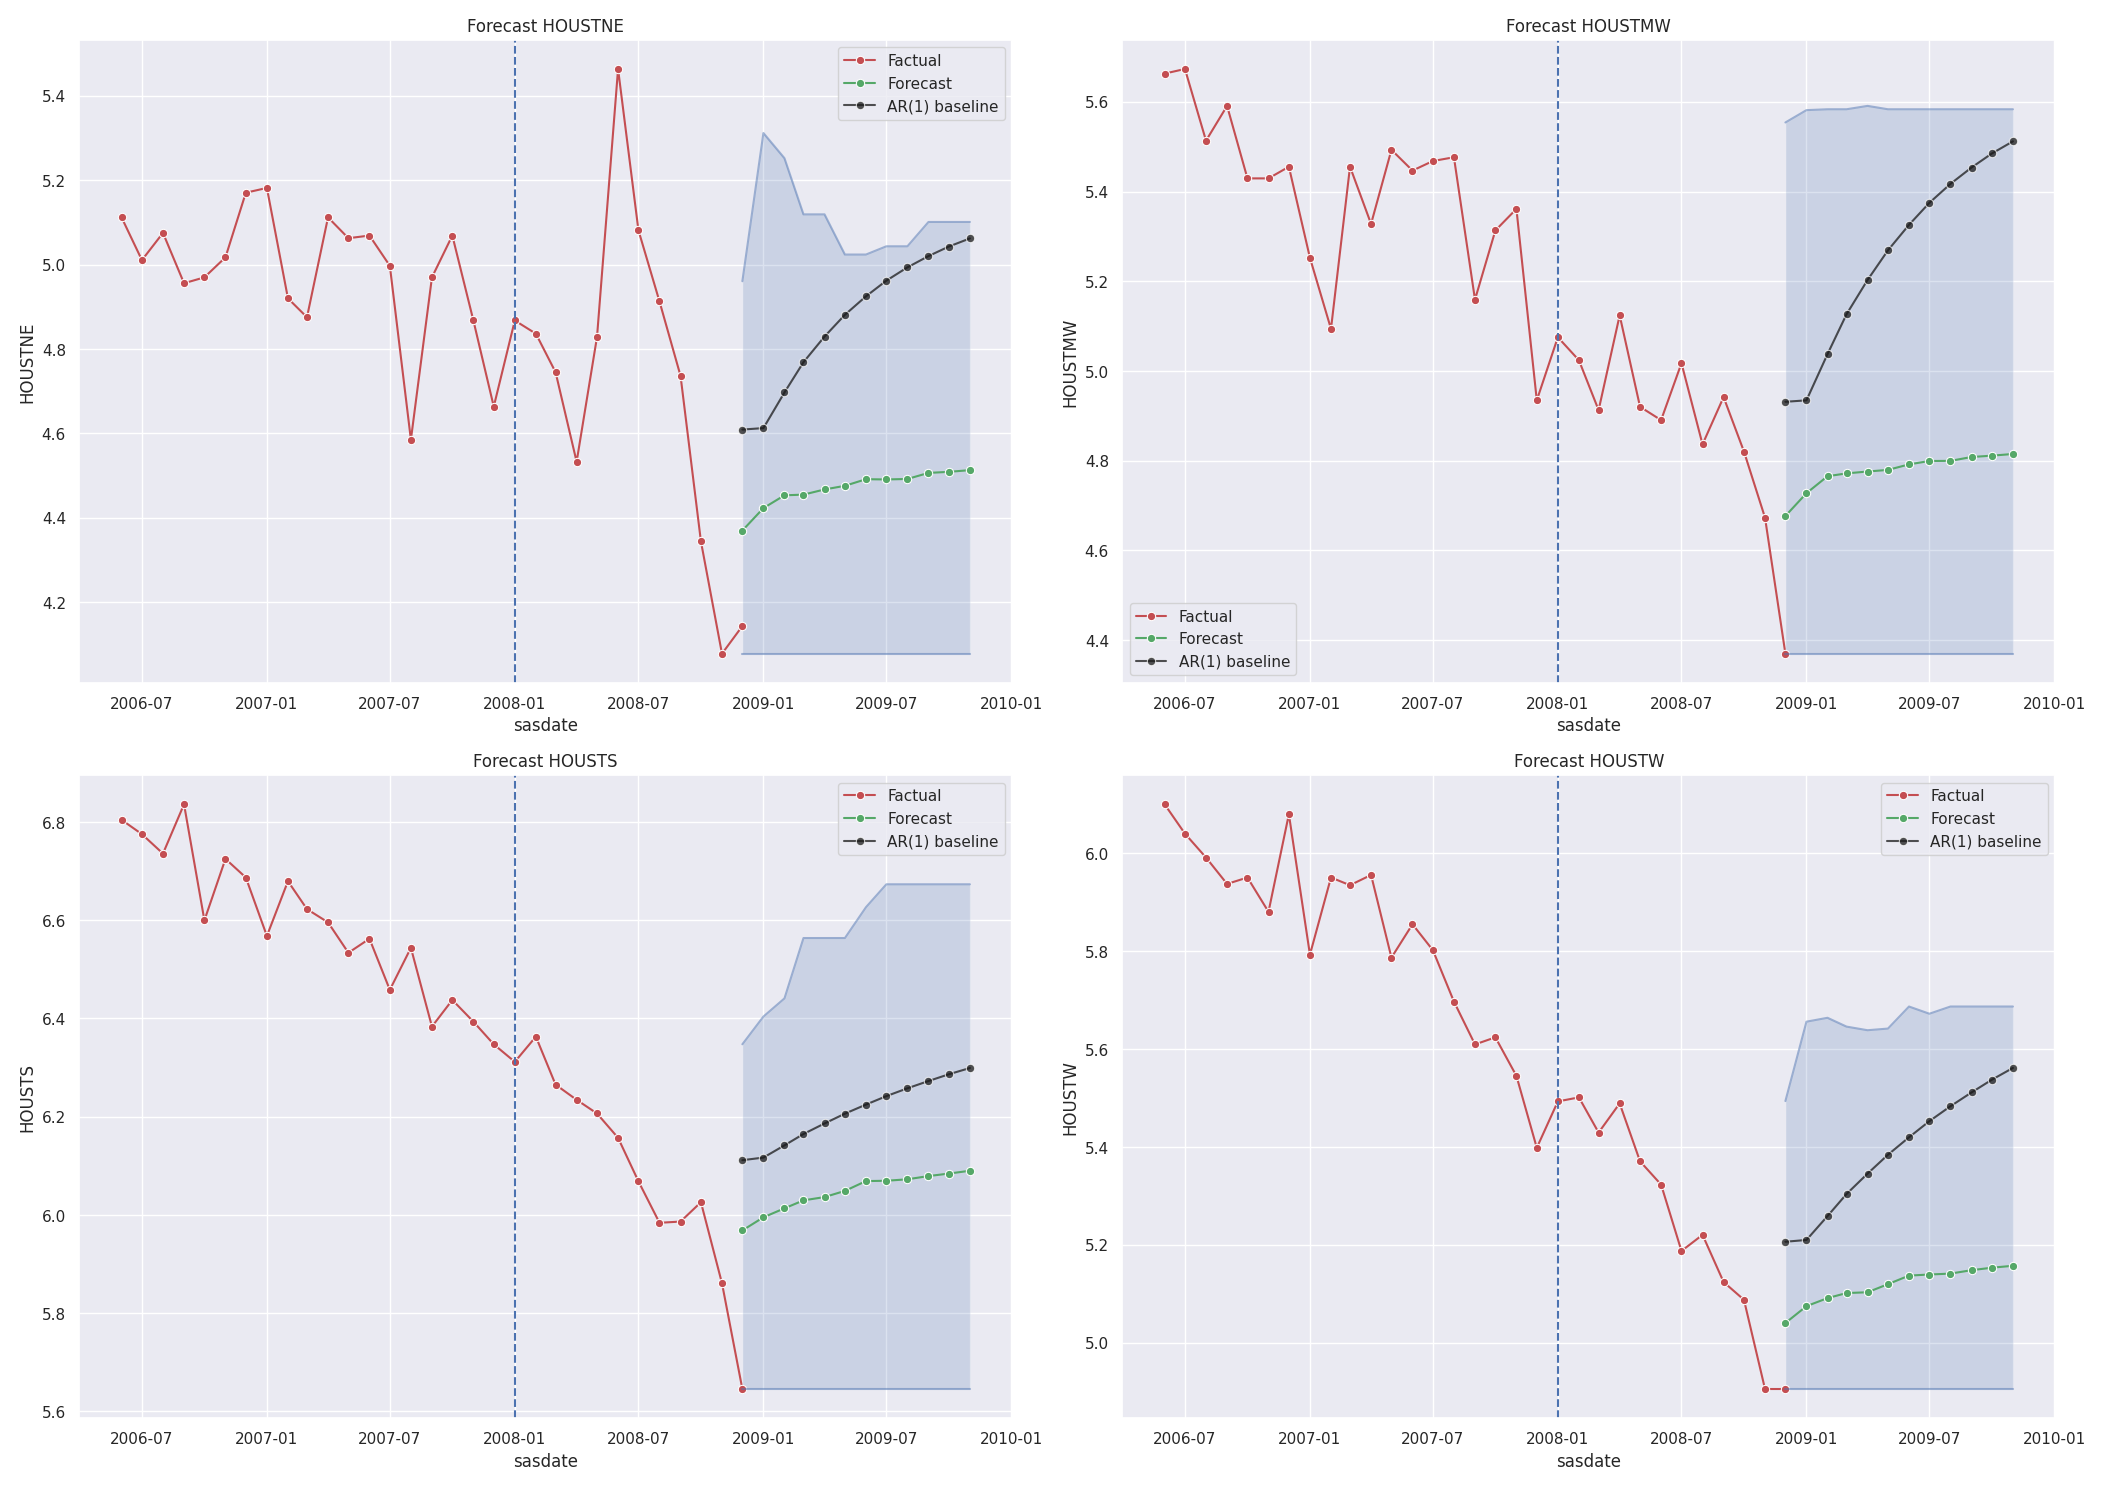 Forecast HOUSTNE
HOUSTNE
5.4
5.2
5.0
4.8
4.6
4.4
4.2
Factual
Forecast
AR(1) baseline
2006-07 2007-01 2007-07 2008-01 2008-07 2009-01 2009-07 2010-01
sasdate
Forecast HOUSTMW
HOUSTMW
5.6
5.4
5.2
5.0
4.8
4.6
4.4
Factual
Forecast
AR(1) baseline
2006-07 2007-01 2007-07 2008-01 2008-07 2009-01 2009-07 2010-01
sasdate
Forecast HOUSTS
HOUSTS
6.8
6.6
6.4
6.2
6.0
5.8
5.6
Factual
Forecast
AR(1) baseline
2006-07 2007-01 2007-07 2008-01 2008-07 2009-01 2009-07 2010-01
sasdate
Forecast HOUSTW
HOUSTW
6.0
5.8
5.6
5.4
5.2
5.0
Factual
Forecast
AR(1) baseline
2006-07 2007-01 2007-07 2008-01 2008-07 2009-01 2009-07 2010-01
sasdate